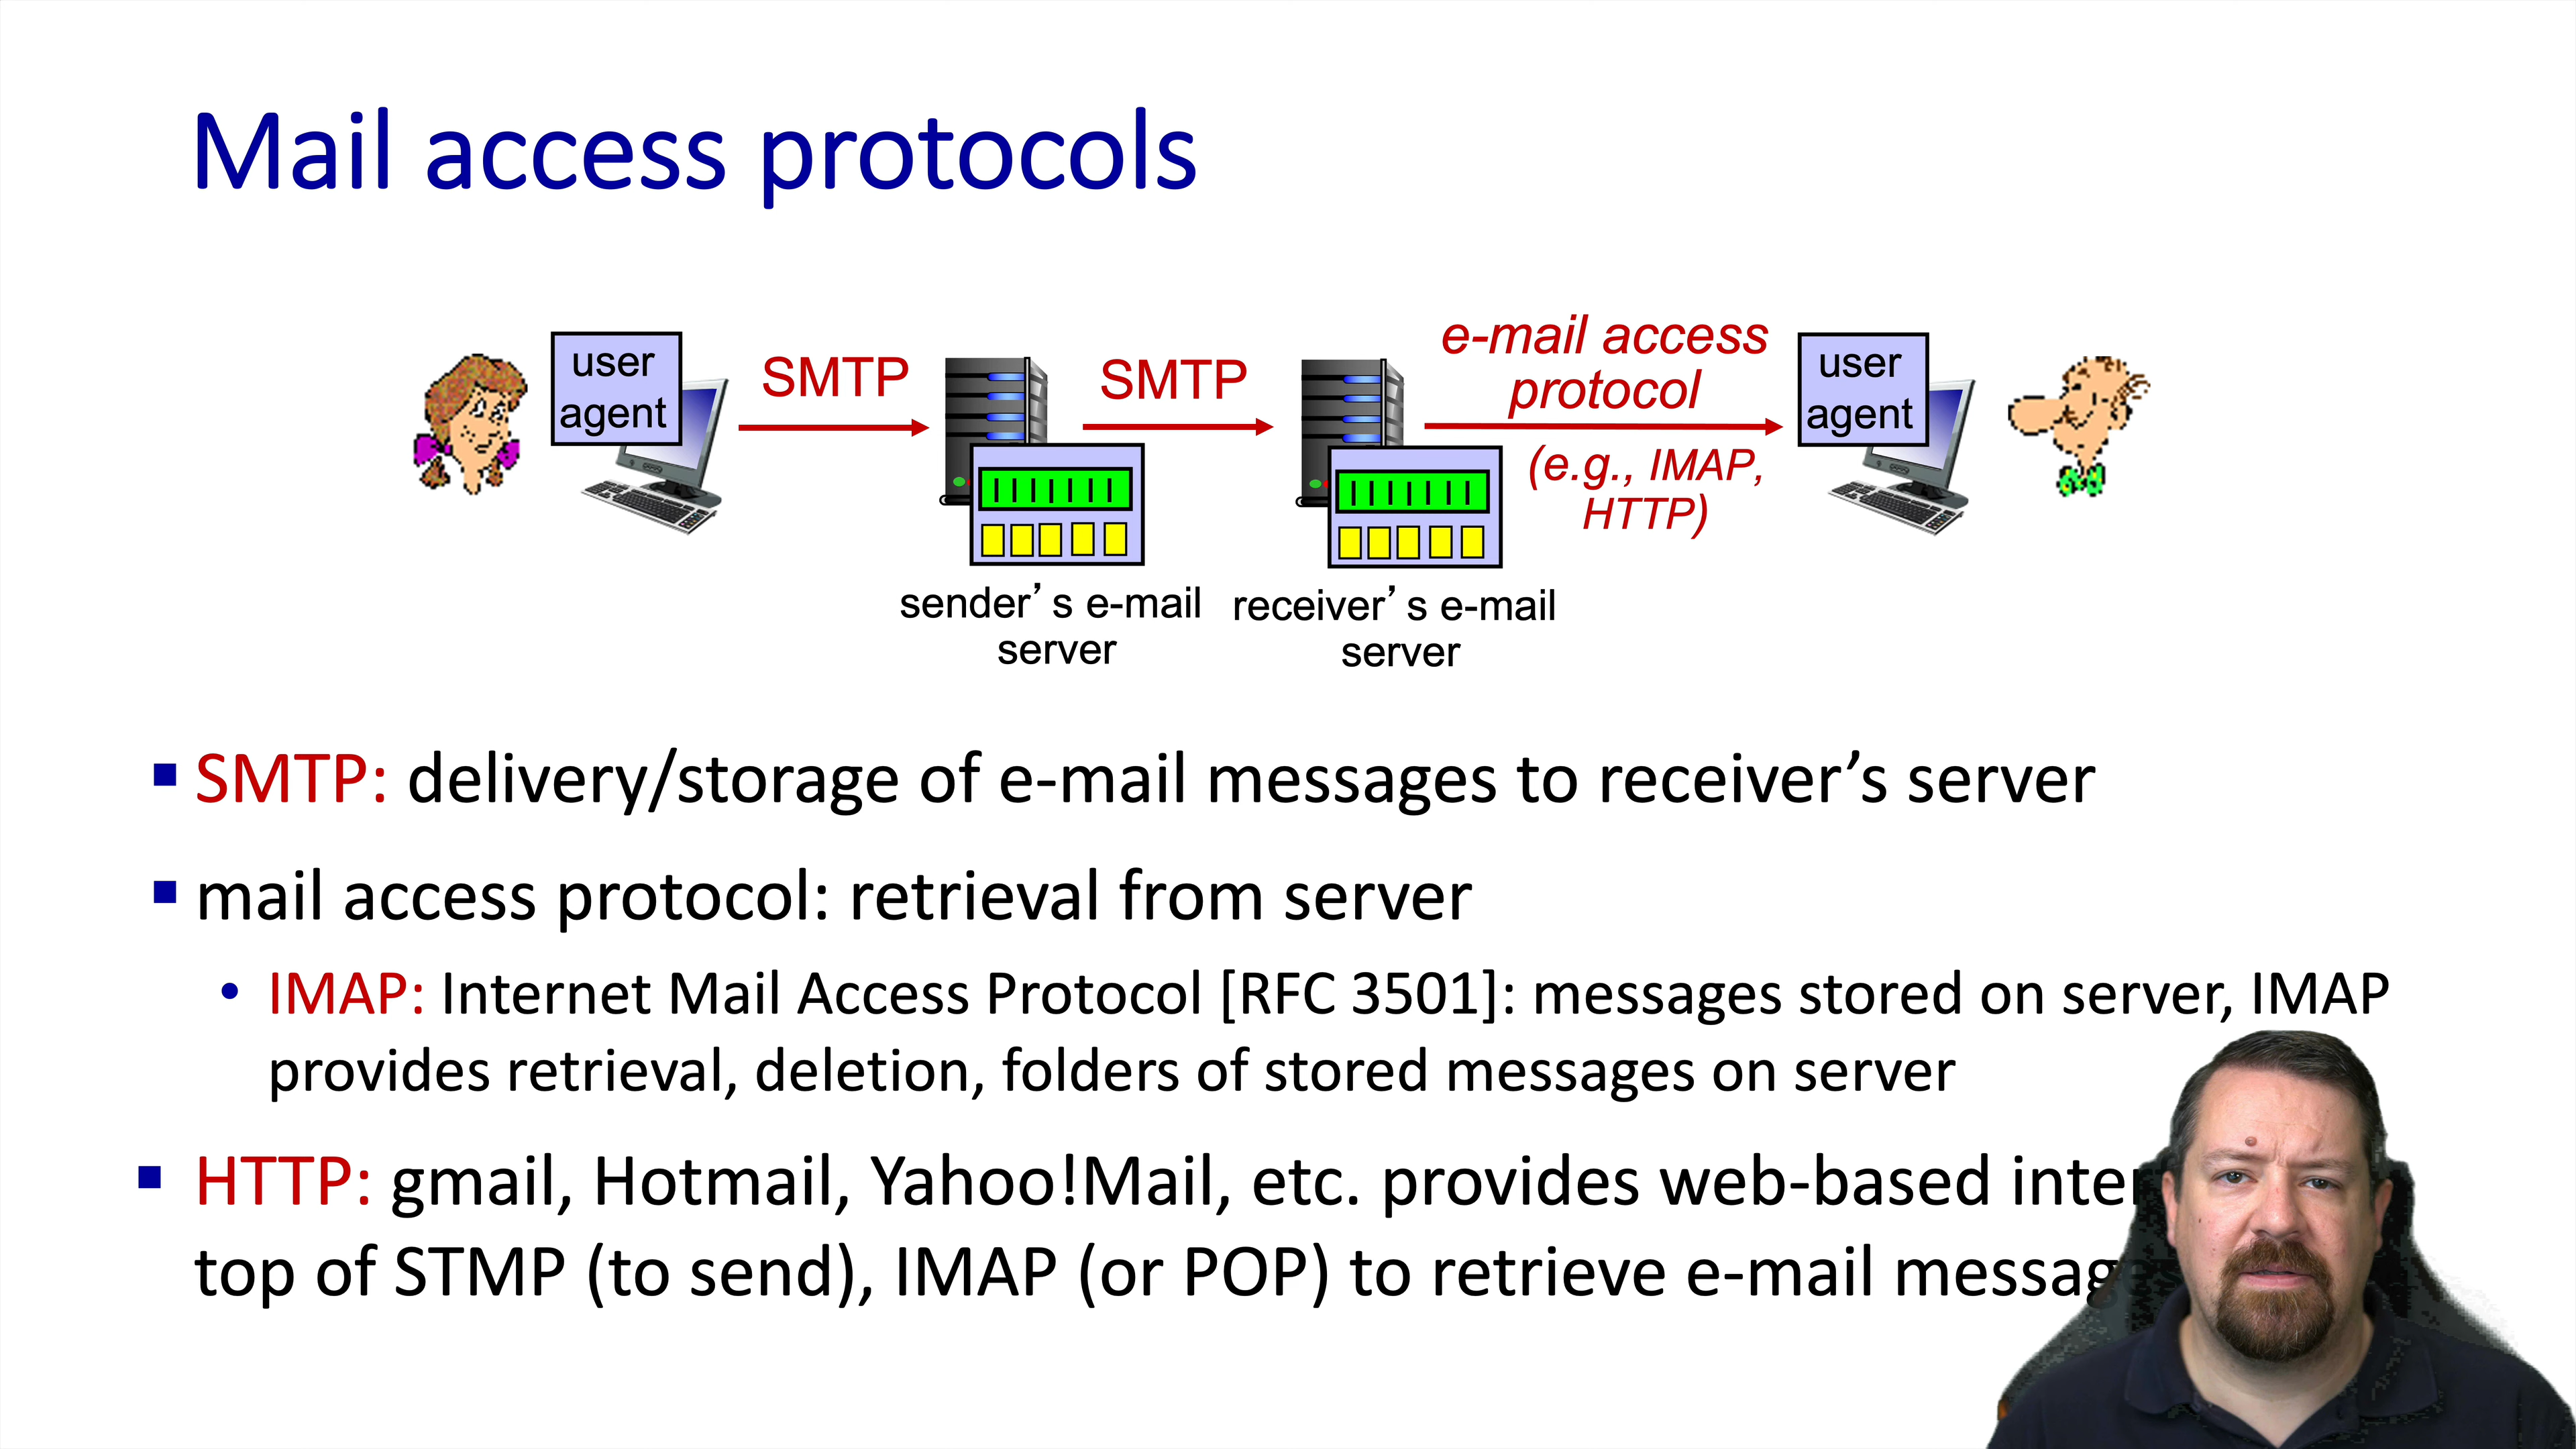 Mail access protocols
user
agent
SMTP
SMTP
e-mail access
protocol
(e.g., IMAP,
HTTP)
user
agent
sender’ s e-mail
server
receiver’ s e-mail
server
SMTP: delivery/storage of e-mail messages to receiver’s server
mail access protocol: retrieval from server
IMAP: Internet Mail Access Protocol [RFC 3501]: messages stored on server, IMAP
provides retrieval, deletion, folders of stored messages on server
HTTP: gmail, Hotmail, Yahoo!Mail, etc. provides web-based
top of STMP (to send), IMAP (or POP) to retrieve e-mail